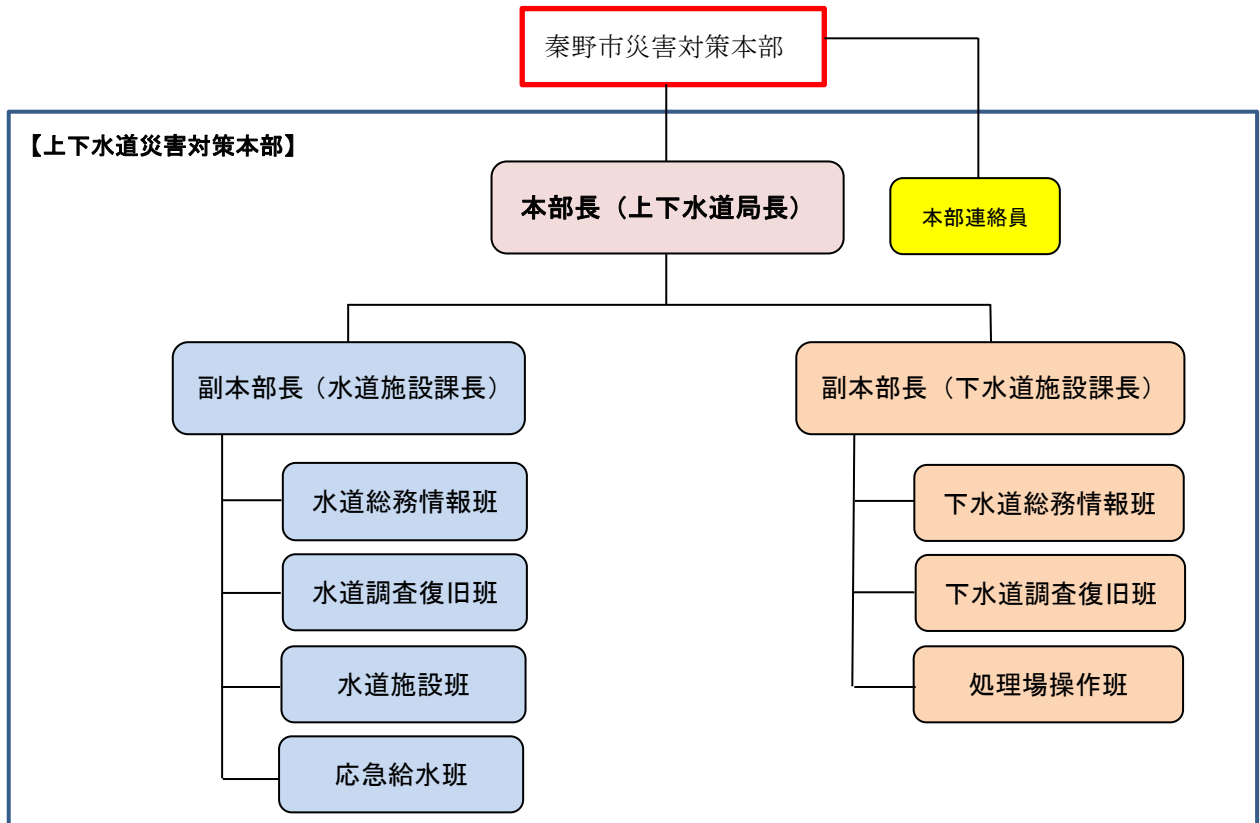 秦野市災害対策本部
【上下水道災害対策本部】
本部長（上下水道局長）
本部連絡員
副本部長（水道施設課長）
副本部長（下水道施設課長）
水道総務情報班
下水道総務情報班
水道調査復旧班
下水道調査復旧班
水道施設班
処理場操作班
応急給水班